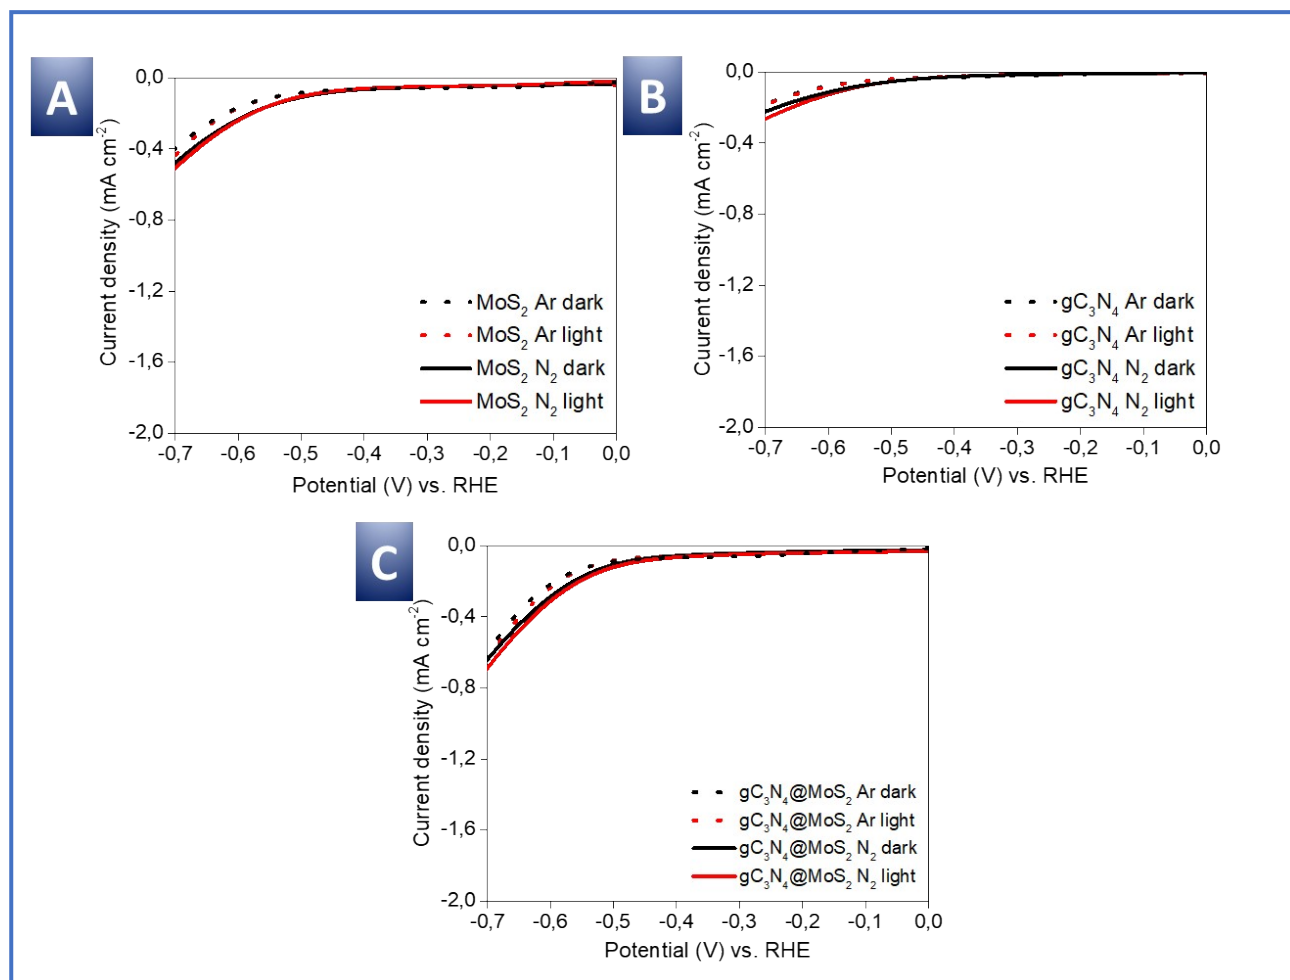 A
0,0
-0,4
-0,8
-1,2
-1,6
-2,0
Current density (mA cm-2)
MoS2 Ar dark
MoS2 Ar light
MoS2 N2 dark
MoS2 N2 light
-0,7 -0,6 -0,5 -0,4 -0,3 -0,2 -0,1 0,0
Potential (V) vs. RHE
B
0,0
-0,4
-0,8
-1,2
-1,6
-2,0
Cuurent density (mA cm-2)
gC3N4 Ar dark
gC3N4 Ar light
gC3N4 N2 dark
gC3N4 N2 light
-0,7 -0,6 -0,5 -0,4 -0,3 -0,2 -0,1 0,0
Potential (V) vs. RHE
C
0,0
-0,4
-0,8
-1,2
-1,6
-2,0
Current density (mA cm-2)
gC3N4@MoS2 Ar dark
gC3N4@MoS2 Ar light
gC3N4@MoS2 N2 dark
gC3N4@MoS2 N2 light
-0,7 -0,6 -0,5 -0,4 -0,3 -0,2 -0,1 0,0
Potential (V) vs. RHE